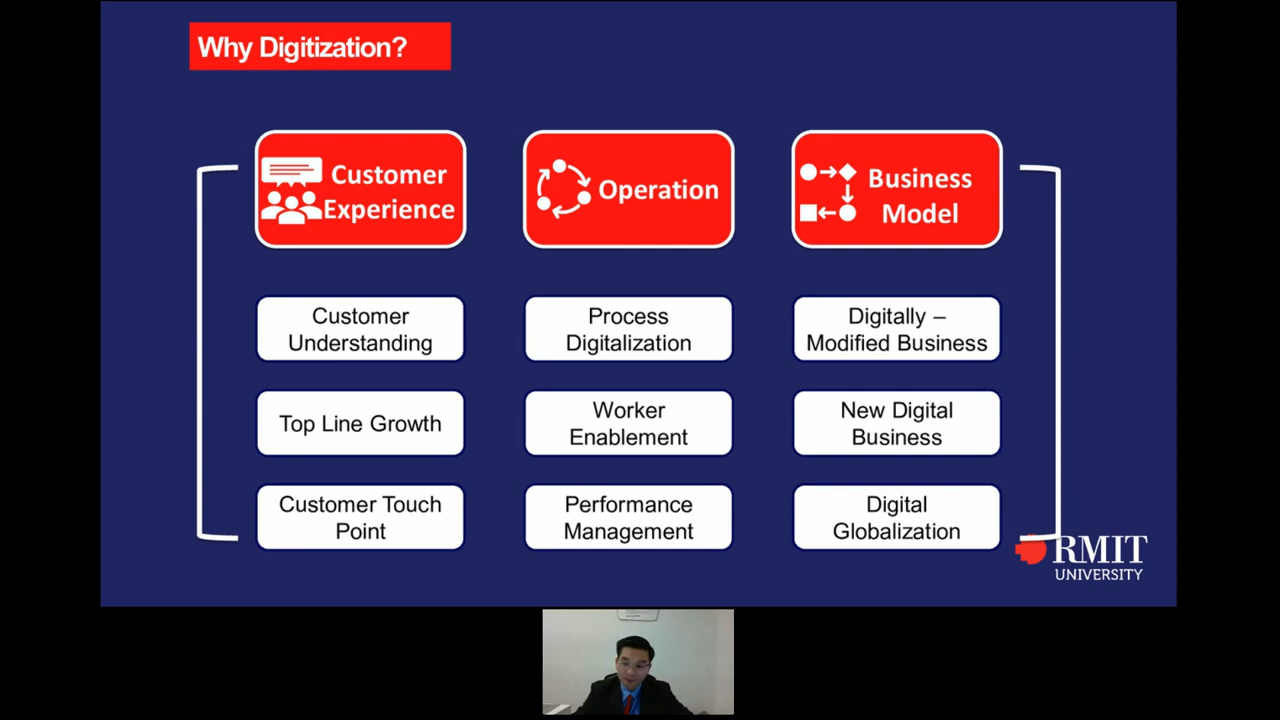 Why Digitization?
Customer
Experience
Operation
Business
Model
Customer
Understanding
Process
Digitalization
Digitally –
Modified Business
Top Line Growth
Worker
Enablement
New Digital
Business
Customer Touch
Point
Performance
Management
Digital
Globalization
RMIT
UNIVERSITY